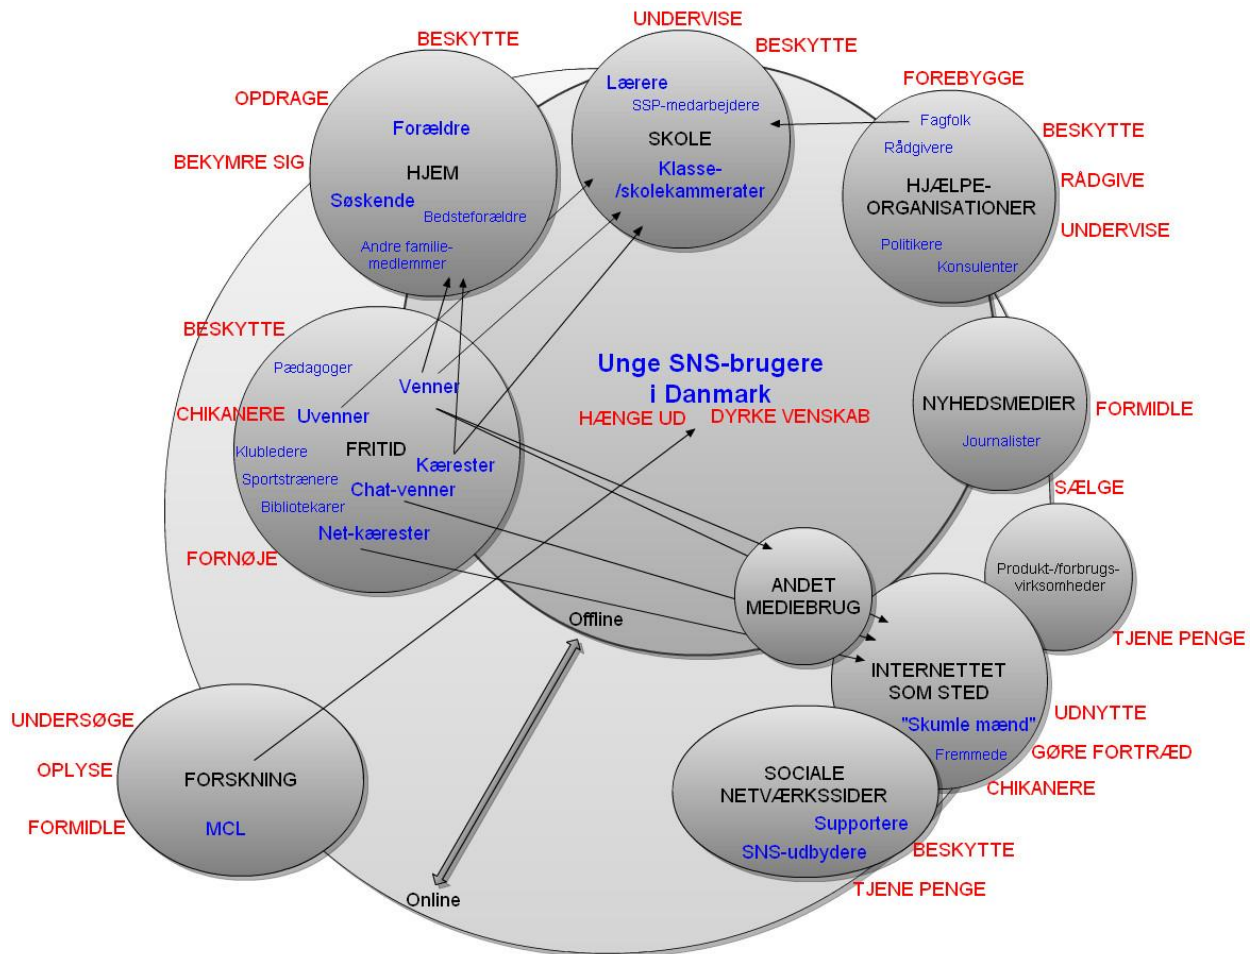 UNDERVISE
BESKYTTE
BESKYTTE
OPDRAGE
BEKYMRE SIG
Forældre
HJEM
Søskende
Bedsteforældre
Andre familie-
medlemmer
Lærere
SSP-medarbejdere
SKOLE
Klasse-
/skolekammerater
FOREBYGGE
BESKYTTE
RÅDGIVE
UNDERVISE
Fagfolk
Rådgivere
HJÆLPE-
ORGANISATIONER
Politikere
Konsulenter
BESKYTTE
Pædagoger
Venner
CHIKANERE
Uvenner
Klubledere
FRITID
Kærester
Sportstrænere
Chat-venner
Bibliotekarer
Net-kærester
FORNØJE
Unge SNS-brugere
i Danmark
HÆNGE UD
DYRKE VENSKAB
NYHEDSMEDIER
Journalister
FORMIDLE
SÆLGE
Produkt-/forbrugs-
virksomheder
TJENE PENGE
ANDET
MEDIEBRUG
Offline
INTERNETTET
SOM STED
"Skumle mænd"
Fremmede
UDNYTTE
GØRE FORTRÆD
CHIKANERE
UNDERSØGE
OPLYSE
FORMIDLE
FORSKNING
MCL
SOCIALE
NETVÆRKSSIDER
Supportere
SNS-udbydere
BESKYTTE
TJENE PENGE
Online